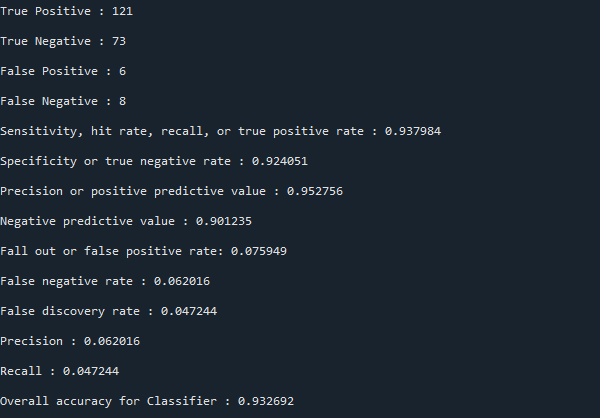 True Positive : 121
True Negative : 73
False Positive : 6
False Negative : 8
Sensitivity, hit rate, recall, or true positive rate : 0.937984
Specificity or true negative rate : 0.924051
Precision or positive predictive value : 0.952756
Negative predictive value : 0.901235
Fall out or false positive rate: 0.075949
False negative rate : 0.062016
False discovery rate : 0.047244
Precision : 0.062016
Recall : 0.047244
Overall accuracy for Classifier : 0.932692